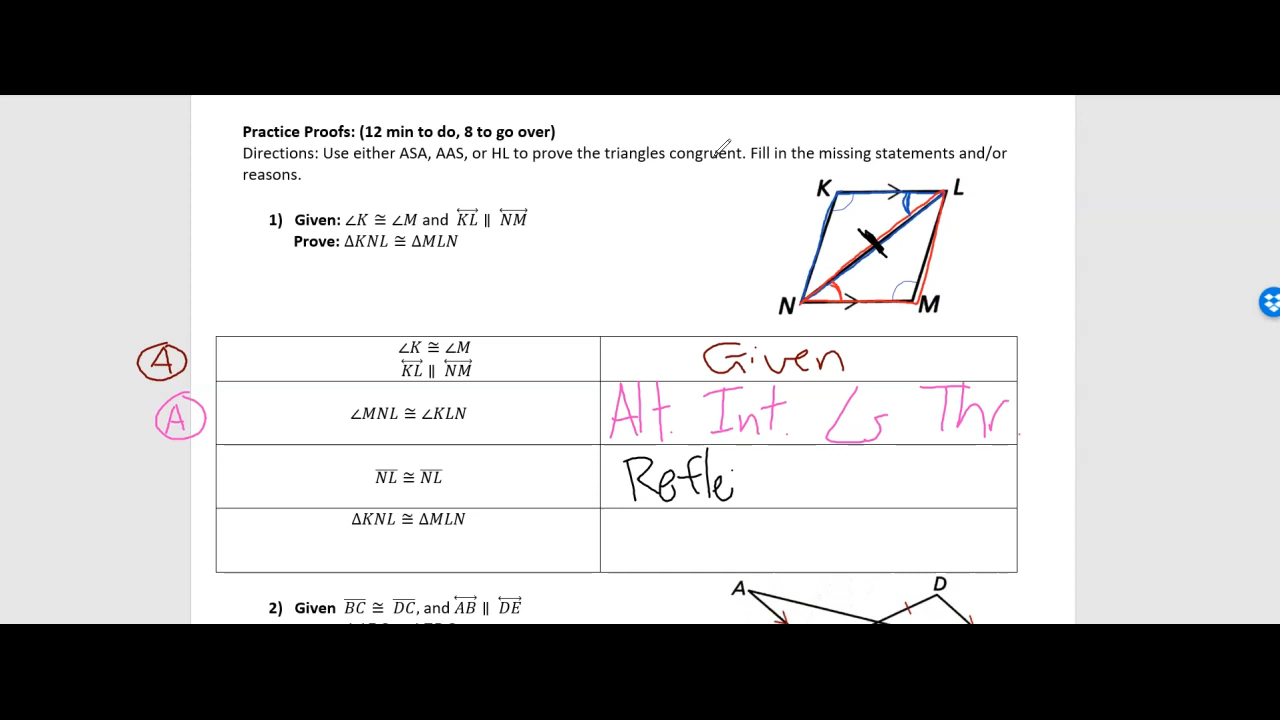 Practice Proofs: (12 min to do, 8 to go over)
Directions: Use either ASA, AAS, or HL to prove the triangles congruent. Fill in the missing statements and/or
reasons.
1) Given: ∠K ≅ ∠M and KL ∥ NM
Prove: ΔKNL ≅ ΔMLN
K
L
N
M
A
∠K ≅ ∠M
KL ∥ NM
Given
A
∠MNL ≅ ∠KLN
Alt. Int. ∠s Thr
NL ≅ NL
Refle
ΔKNL ≅ ΔMLN
2) Given BC ≅ DC, and AB ∥ DE
A
D